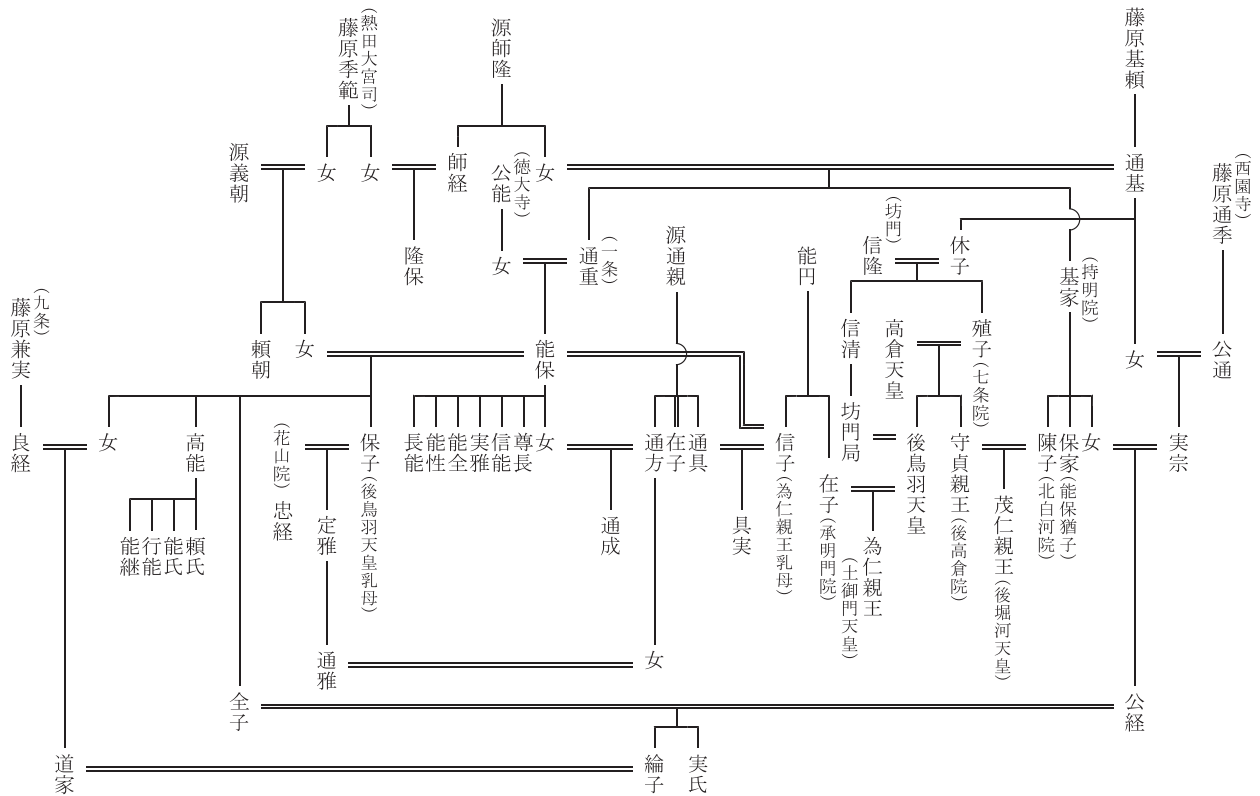 藤原基頼
(熱田大宮司)
藤原季範
源師隆
源義朝
女
女
師経
公能
(徳大寺)
女
通基
(西園寺)
藤原通季
隆保
女
通重
(一条)
源通親
能円
(坊門)
信隆
休子
基家
(持明院)
(九条)
藤原兼実
頼朝
女
能保
信清
高倉天皇
殖子(七条院)
女
公通
良経
女
高能
(花山院)忠経
保子(後鳥羽天皇乳母)
長能
能性
能全
実雅
信能
尊長
女
通方
在子
通具
信子(為仁親王乳母)
坊門局
後鳥羽天皇
守貞親王(後高倉院)
陳子(北白河院)
保家(能保猶子)
女
実宗
能継
行能
能氏
頼氏
定雅
通成
具実
在子(承明門院)
為仁親王
(土御門天皇)
茂仁親王(後堀河天皇)
通雅
女
全子
公経
道家
綸子
実氏